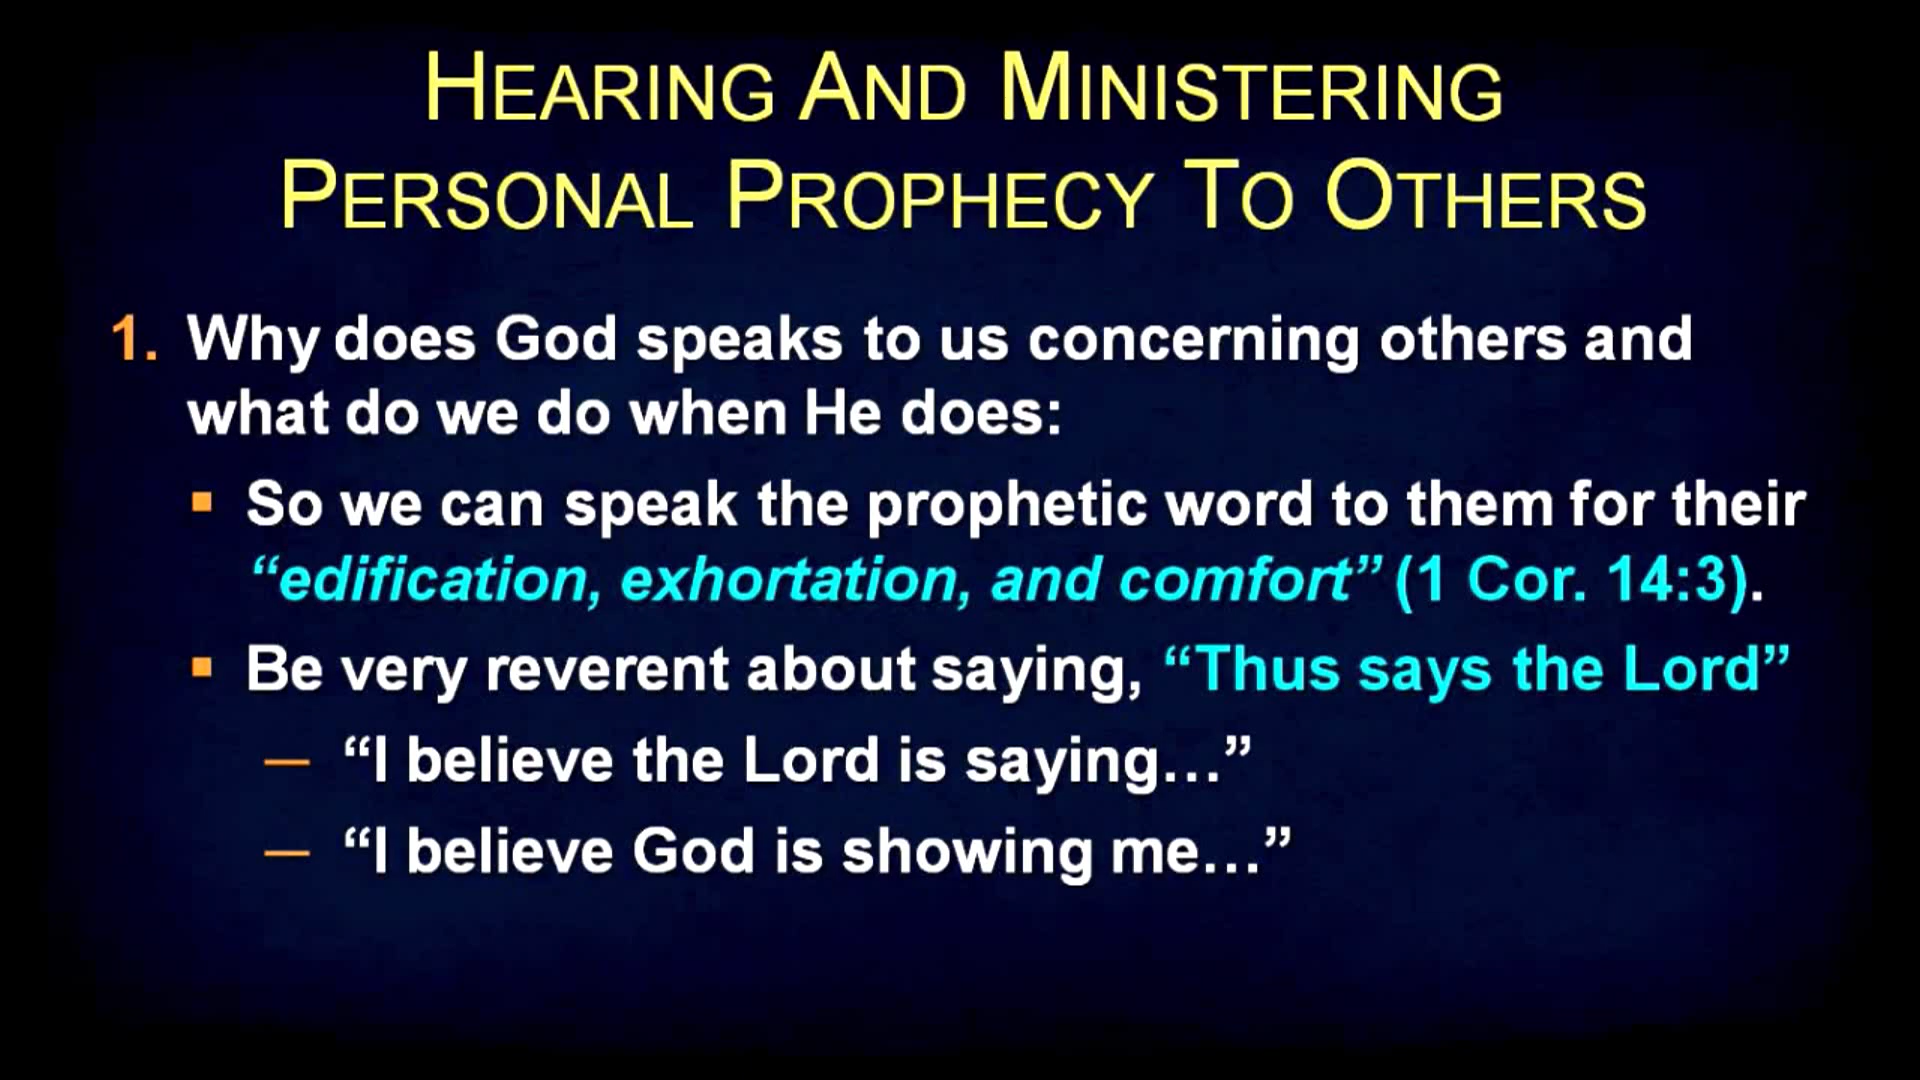 HEARING AND MINISTERING
PERSONAL PROPHECY TO OTHERS
1. Why does God speaks to us concerning others and
what do we do when He does:
▪ So we can speak the prophetic word to them for their
“edification, exhortation, and comfort” (1 Cor. 14:3).
▪ Be very reverent about saying, “Thus says the Lord”
— “I believe the Lord is saying…”
— “I believe God is showing me…”